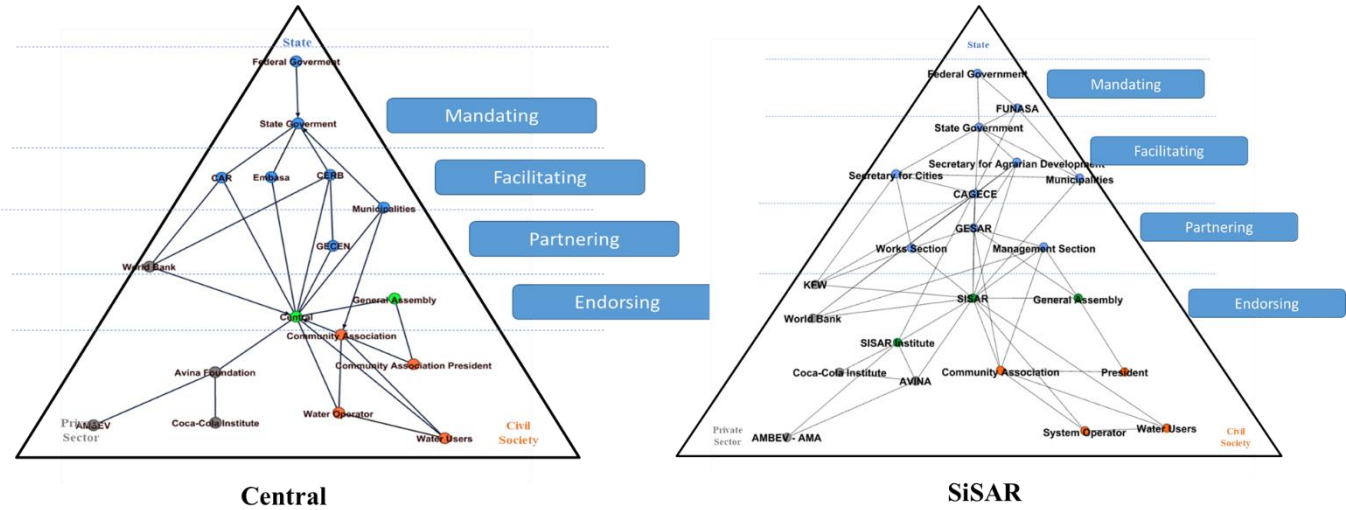 State
Federal Goverment
State Goverment
Mandating
CAR
Embasa
CERB
Facilitating
Municipalities
GECEN
Partnering
World Bank
General Assembly
Endorsing
Central
Community Association
Community Association President
Avina Foundation
AMBEV
Coca-Cola Institute
Water Operator
Water Users
Private
Sector
Civil
Society
Central
State
Federal Government
Mandating
FUNASA
State Government
Facilitating
Secretary for Agrarian Development
Secretary for Cities
Municipalities
CAGECE
GESAR
Partnering
Works Section
Management Section
KFW
SISAR
General Assembly
Endorsing
World Bank
SISAR Institute
Coca-Cola institute
AVINA
Community Association
President
AMBEV - AMA
System Operator
Water Users
Private
Sector
Civil
Society
SiSAR